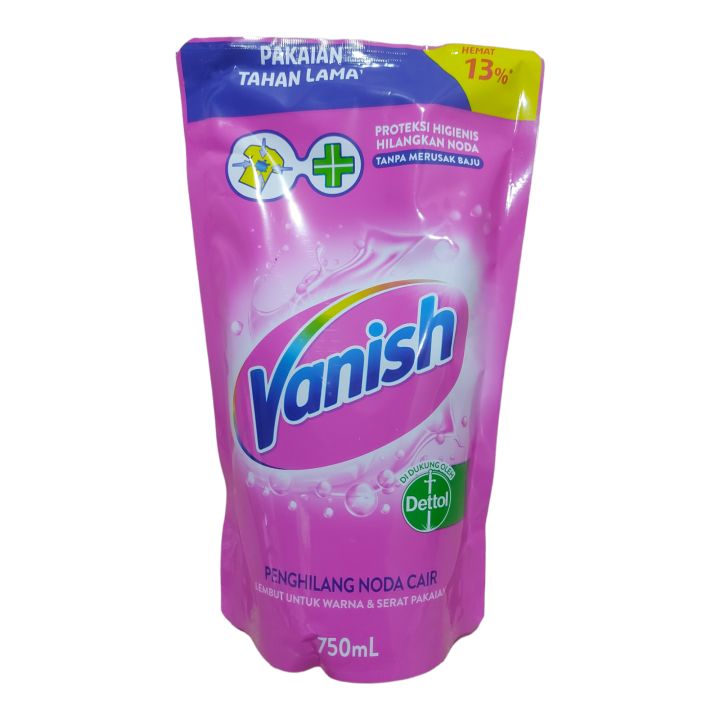 PAKAIAN
TAHAN LAMA
HEMAT
13%*
PROTEKSI HIGIENIS
HILANGKAN NODA
TANPA MERUSAK BAJU
Vanish
DI DUKUNG OLEH
Dettol
PENGHILANG NODA CAIR
LEMBUT UNTUK WARNA & SERAT PAKAIAN
750mL